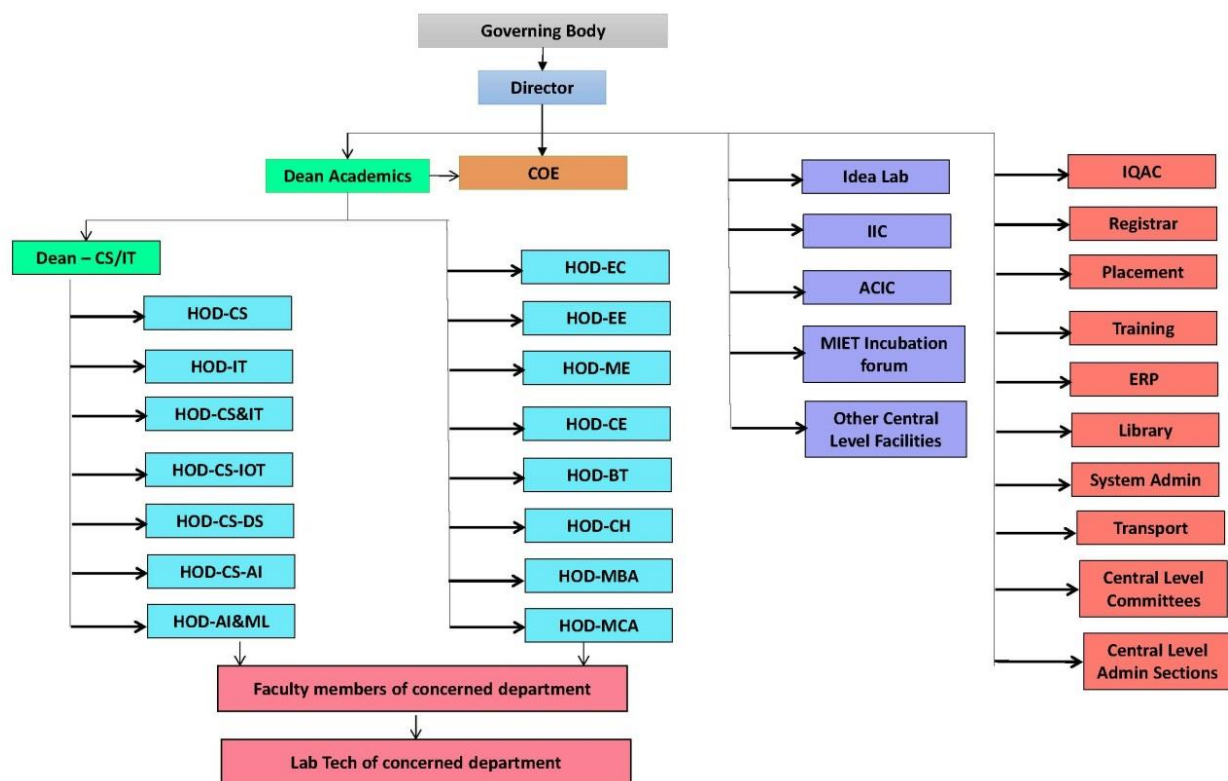 Governing Body
Director
Dean Academics
COE
Dean – CS/IT
HOD-CS
HOD-IT
HOD-CS&IT
HOD-CS-IOT
HOD-CS-DS
HOD-CS-AI
HOD-AI&ML
HOD-EC
HOD-EE
HOD-ME
HOD-CE
HOD-BT
HOD-CH
HOD-MBA
HOD-MCA
Faculty members of concerned department
Lab Tech of concerned department
Idea Lab
IIC
ACIC
MIET Incubation
forum
Other Central
Level Facilities
IQAC
Registrar
Placement
Training
ERP
Library
System Admin
Transport
Central Level
Committees
Central Level
Admin Sections